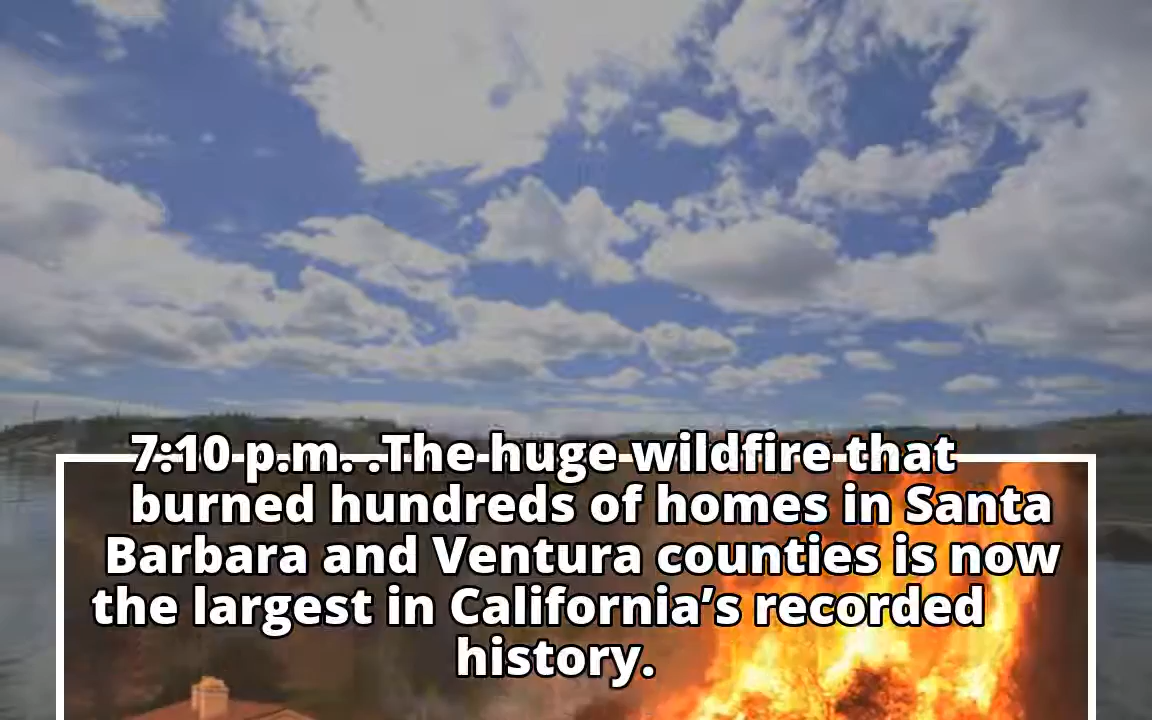 7:10 p.m. .The huge wildfire that
burned hundreds of homes in Santa
Barbara and Ventura counties is now
the largest in California’s recorded
history.